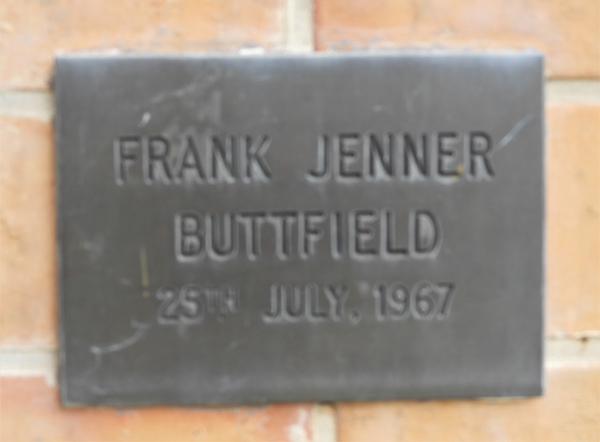 FRANK JENNER
BUTTFIELD
25TH JULY, 1967